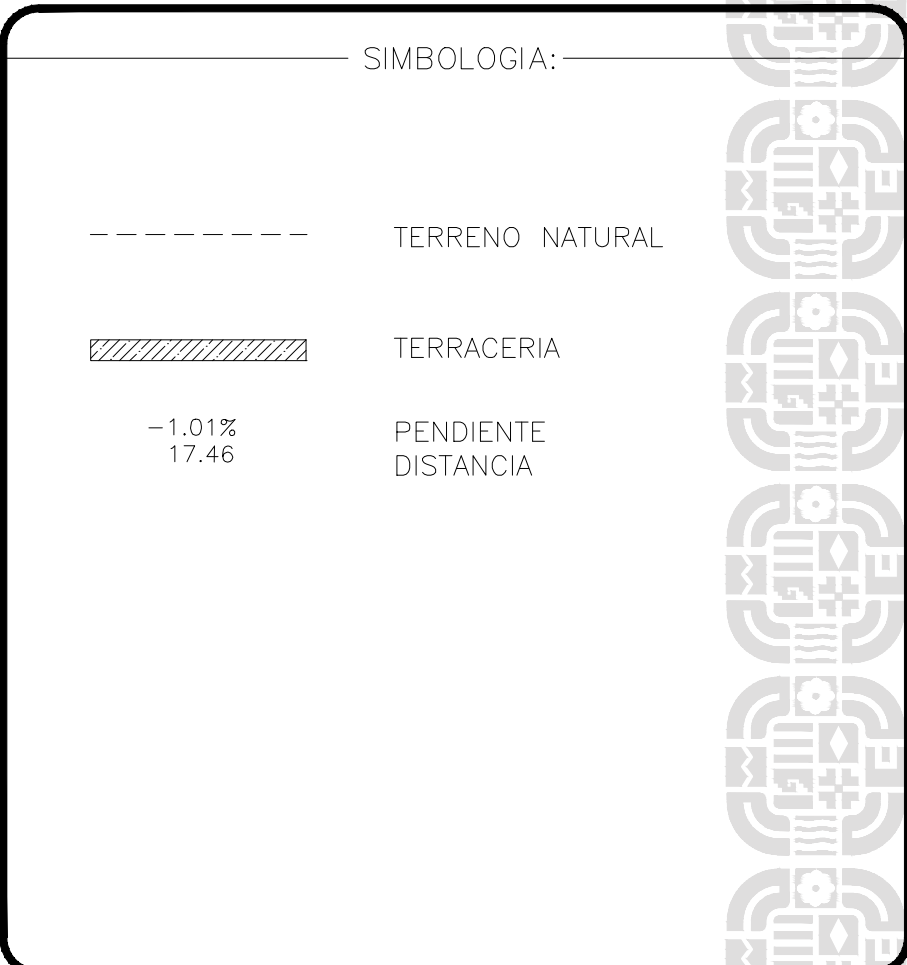 SIMBOLOGIA:
TERRENO NATURAL
TERRACERIA
-1.01% PENDIENTE
17.46 DISTANCIA